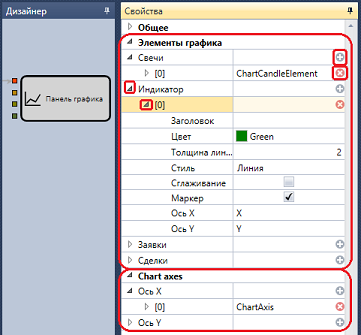 Дизайнер
Свойства
Общее
Элементы графика
Свечи
[0] ChartCandleElement
Индикатор
[0]
Заголовок
Цвет Green
Толщина лин... 2
Стиль Линия
Сглаживание
Маркер
Ось X X
Ось Y Y
Заявки
Сделки
Chart axes
Ось X
[0] ChartAxis
Ось Y
Панель графика